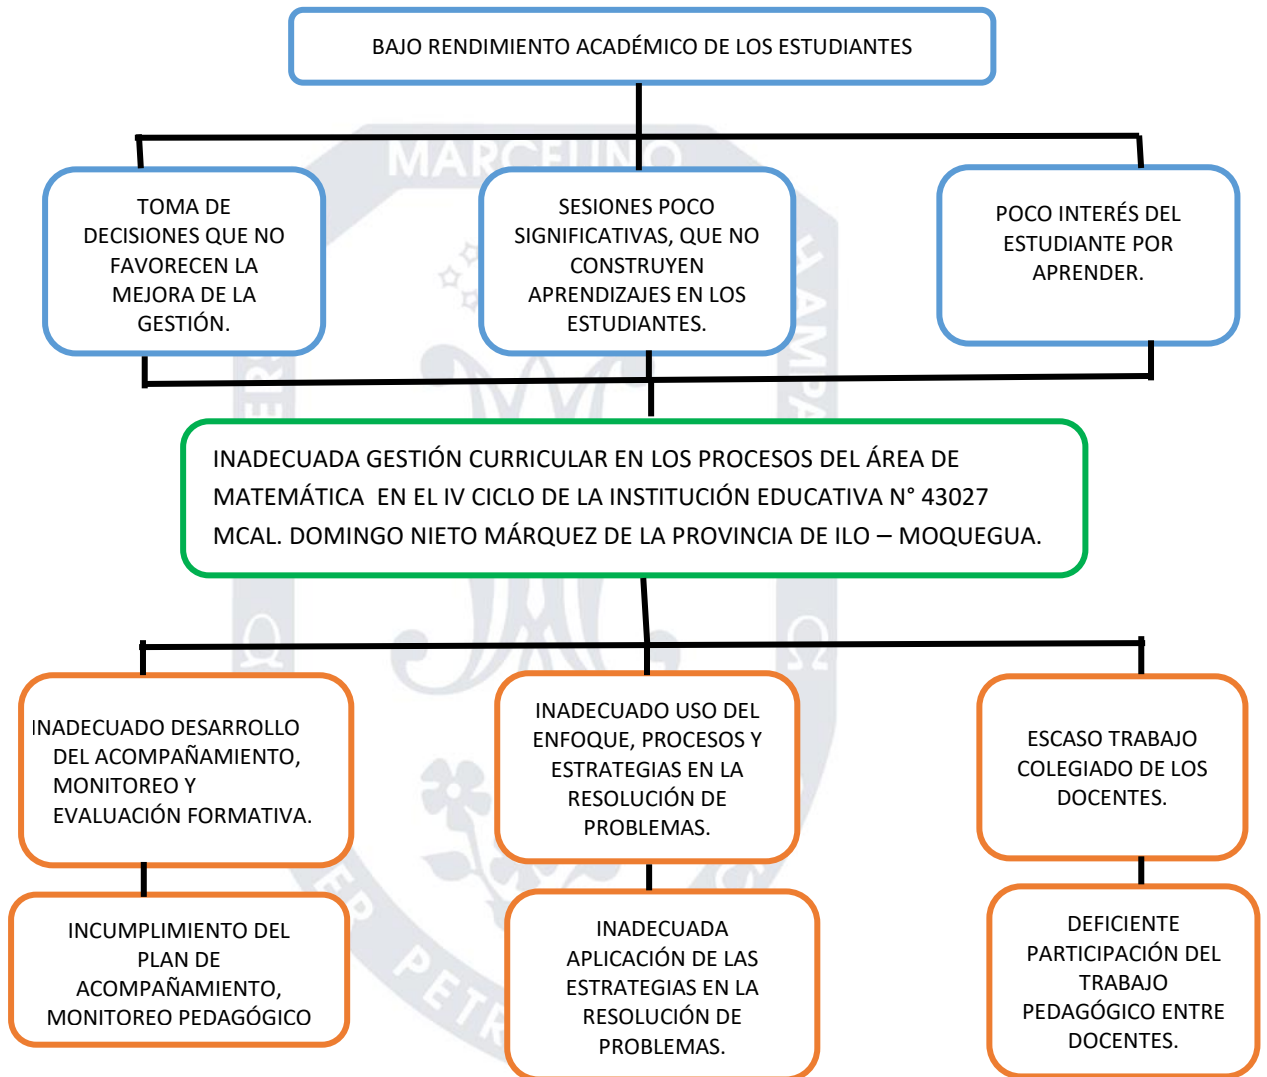 BAJO RENDIMIENTO ACADÉMICO DE LOS ESTUDIANTES
TOMA DE
DECISIONES QUE NO
FAVORECEN LA
MEJORA DE LA
GESTIÓN.
SESIONES POCO
SIGNIFICATIVAS, QUE NO
CONSTRUYEN
APRENDIZAJES EN LOS
ESTUDIANTES.
POCO INTERÉS DEL
ESTUDIANTE POR
APRENDER.
INADECUADA GESTIÓN CURRICULAR EN LOS PROCESOS DEL ÁREA DE
MATEMÁTICA EN EL IV CICLO DE LA INSTITUCIÓN EDUCATIVA N° 43027
MCAL. DOMINGO NIETO MÁRQUEZ DE LA PROVINCIA DE ILO – MOQUEGUA.
INADECUADO DESARROLLO
DEL ACOMPAÑAMIENTO,
MONITOREO Y
EVALUACIÓN FORMATIVA.
INADECUADO USO DEL
ENFOQUE, PROCESOS Y
ESTRATEGIAS EN LA
RESOLUCIÓN DE
PROBLEMAS.
ESCASO TRABAJO
COLEGIADO DE LOS
DOCENTES.
INCUMPLIMIENTO DEL
PLAN DE
ACOMPAÑAMIENTO,
MONITOREO PEDAGÓGICO
INADECUADA
APLICACIÓN DE LAS
ESTRATEGIAS EN LA
RESOLUCIÓN DE
PROBLEMAS.
DEFICIENTE
PARTICIPACIÓN DEL
TRABAJO
PEDAGÓGICO ENTRE
DOCENTES.
MARCELINO